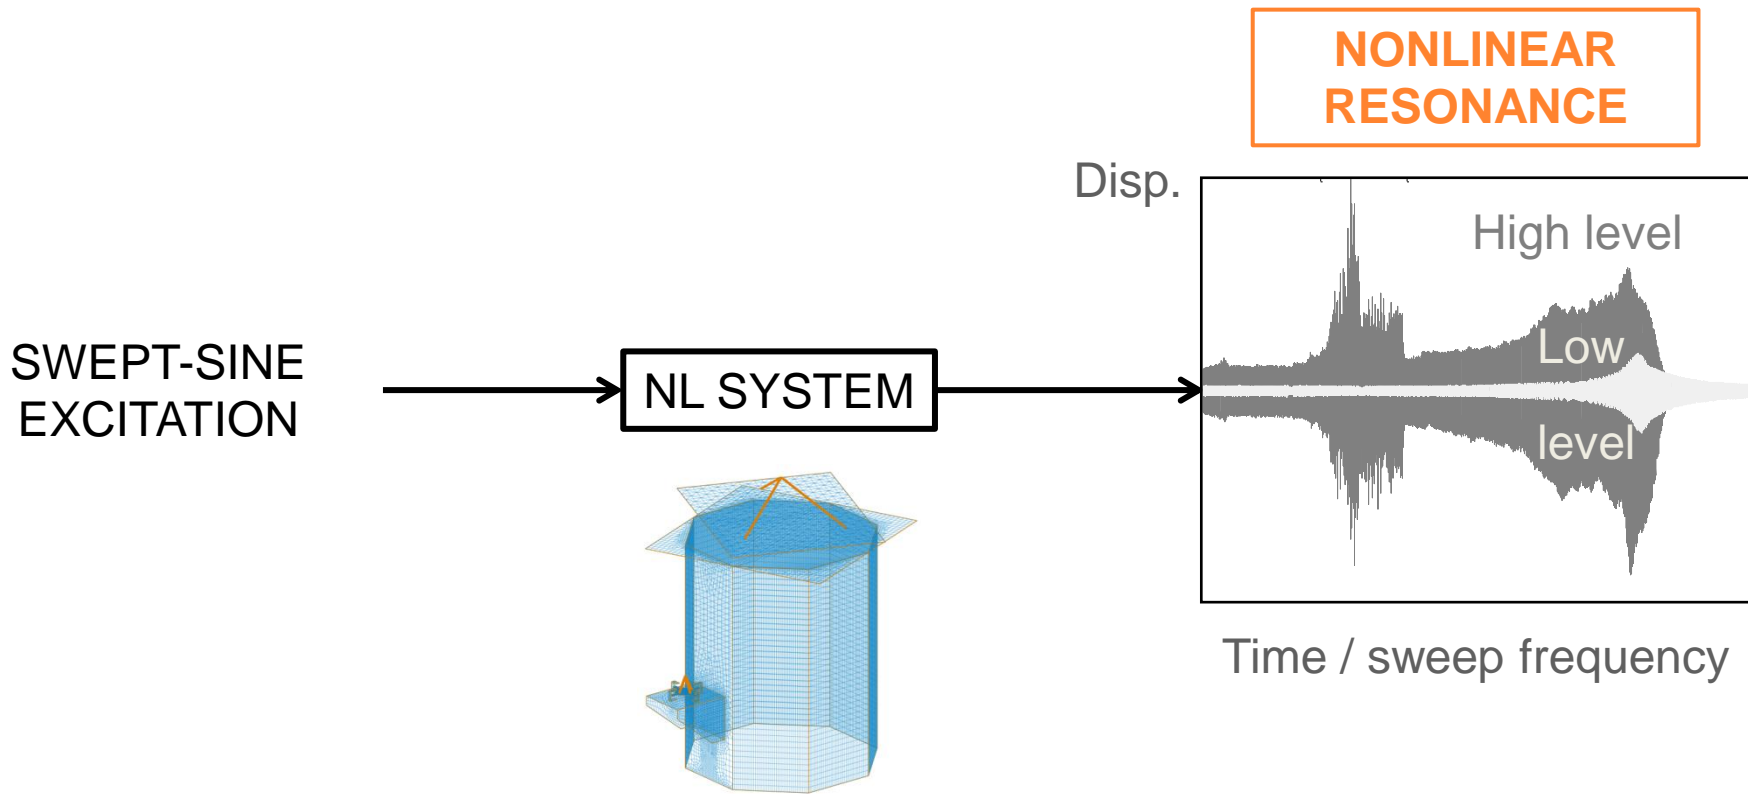 NONLINEAR
RESONANCE
Disp.
High level
Low
level
SWEPT-SINE
EXCITATION
NL SYSTEM
Time / sweep frequency